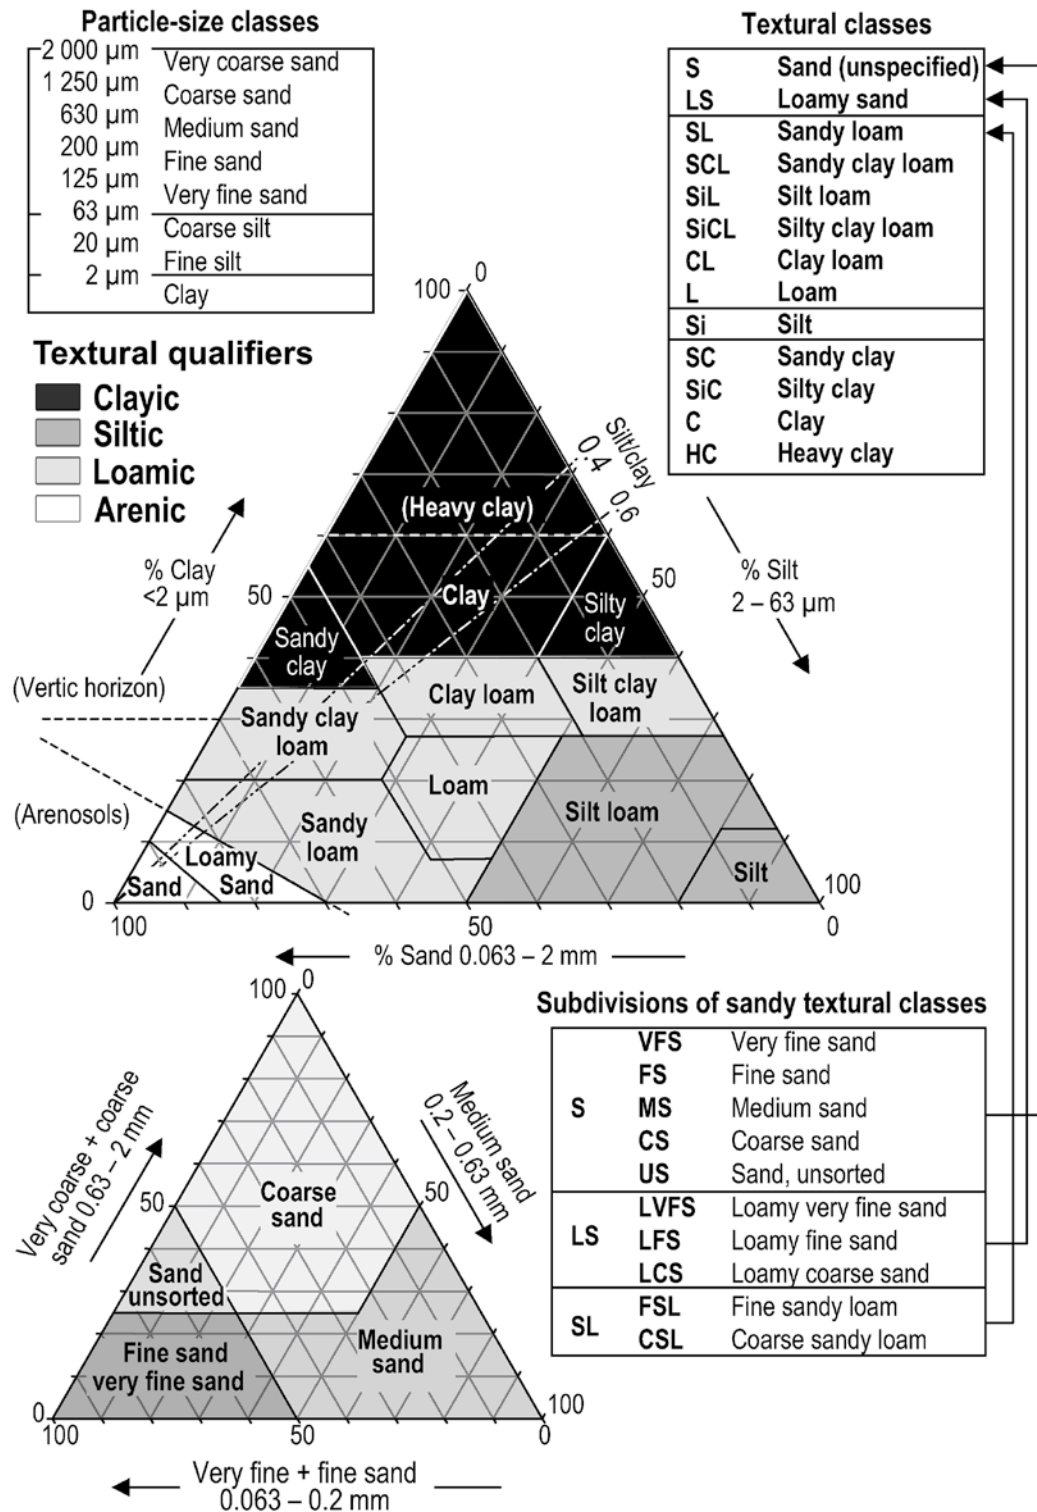 Particle-size classes
2 000 µm
Very coarse sand
1 250 µm
Coarse sand
630 µm
Medium sand
200 µm
Fine sand
125 µm
Very fine sand
63 µm
Coarse silt
20 µm
Fine silt
2 µm
Clay
Textural classes
S Sand (unspecified)
LS Loamy sand
SL Sandy loam
SCL Sandy clay loam
SiL Silt loam
SiCL Silty clay loam
CL Clay loam
L Loam
Si Silt
SC Sandy clay
SiC Silty clay
C Clay
HC Heavy clay
Textural qualifiers
Clayic
Siltic
Loamic
Arenic
100
0
Silt/clay
0.4
0.6
(Heavy clay)
% Clay
<2 µm
% Silt
2 – 63 µm
50
50
Clay
Silty
clay
Sandy
clay
(Vertic horizon)
Clay loam
Silt clay
loam
Sandy clay
loam
Loam
(Arenosols)
Sandy
loam
Silt loam
Loamy
Sand
Sand
Silt
0
100
100
50
0
% Sand 0.063 – 2 mm
100
0
Very coarse + coarse
sand 0.63 – 2 mm
Medium sand
0.2 – 0.63 mm
50
50
Coarse
sand
Sand
unsorted
Fine sand
very fine sand
Medium
sand
0
100
100
50
0
Very fine + fine sand
0.063 – 0.2 mm
Subdivisions of sandy textural classes
S
VFS Very fine sand
FS Fine sand
MS Medium sand
CS Coarse sand
US Sand, unsorted
LS
LVFS Loamy very fine sand
LFS Loamy fine sand
LCS Loamy coarse sand
SL
FSL Fine sandy loam
CSL Coarse sandy loam